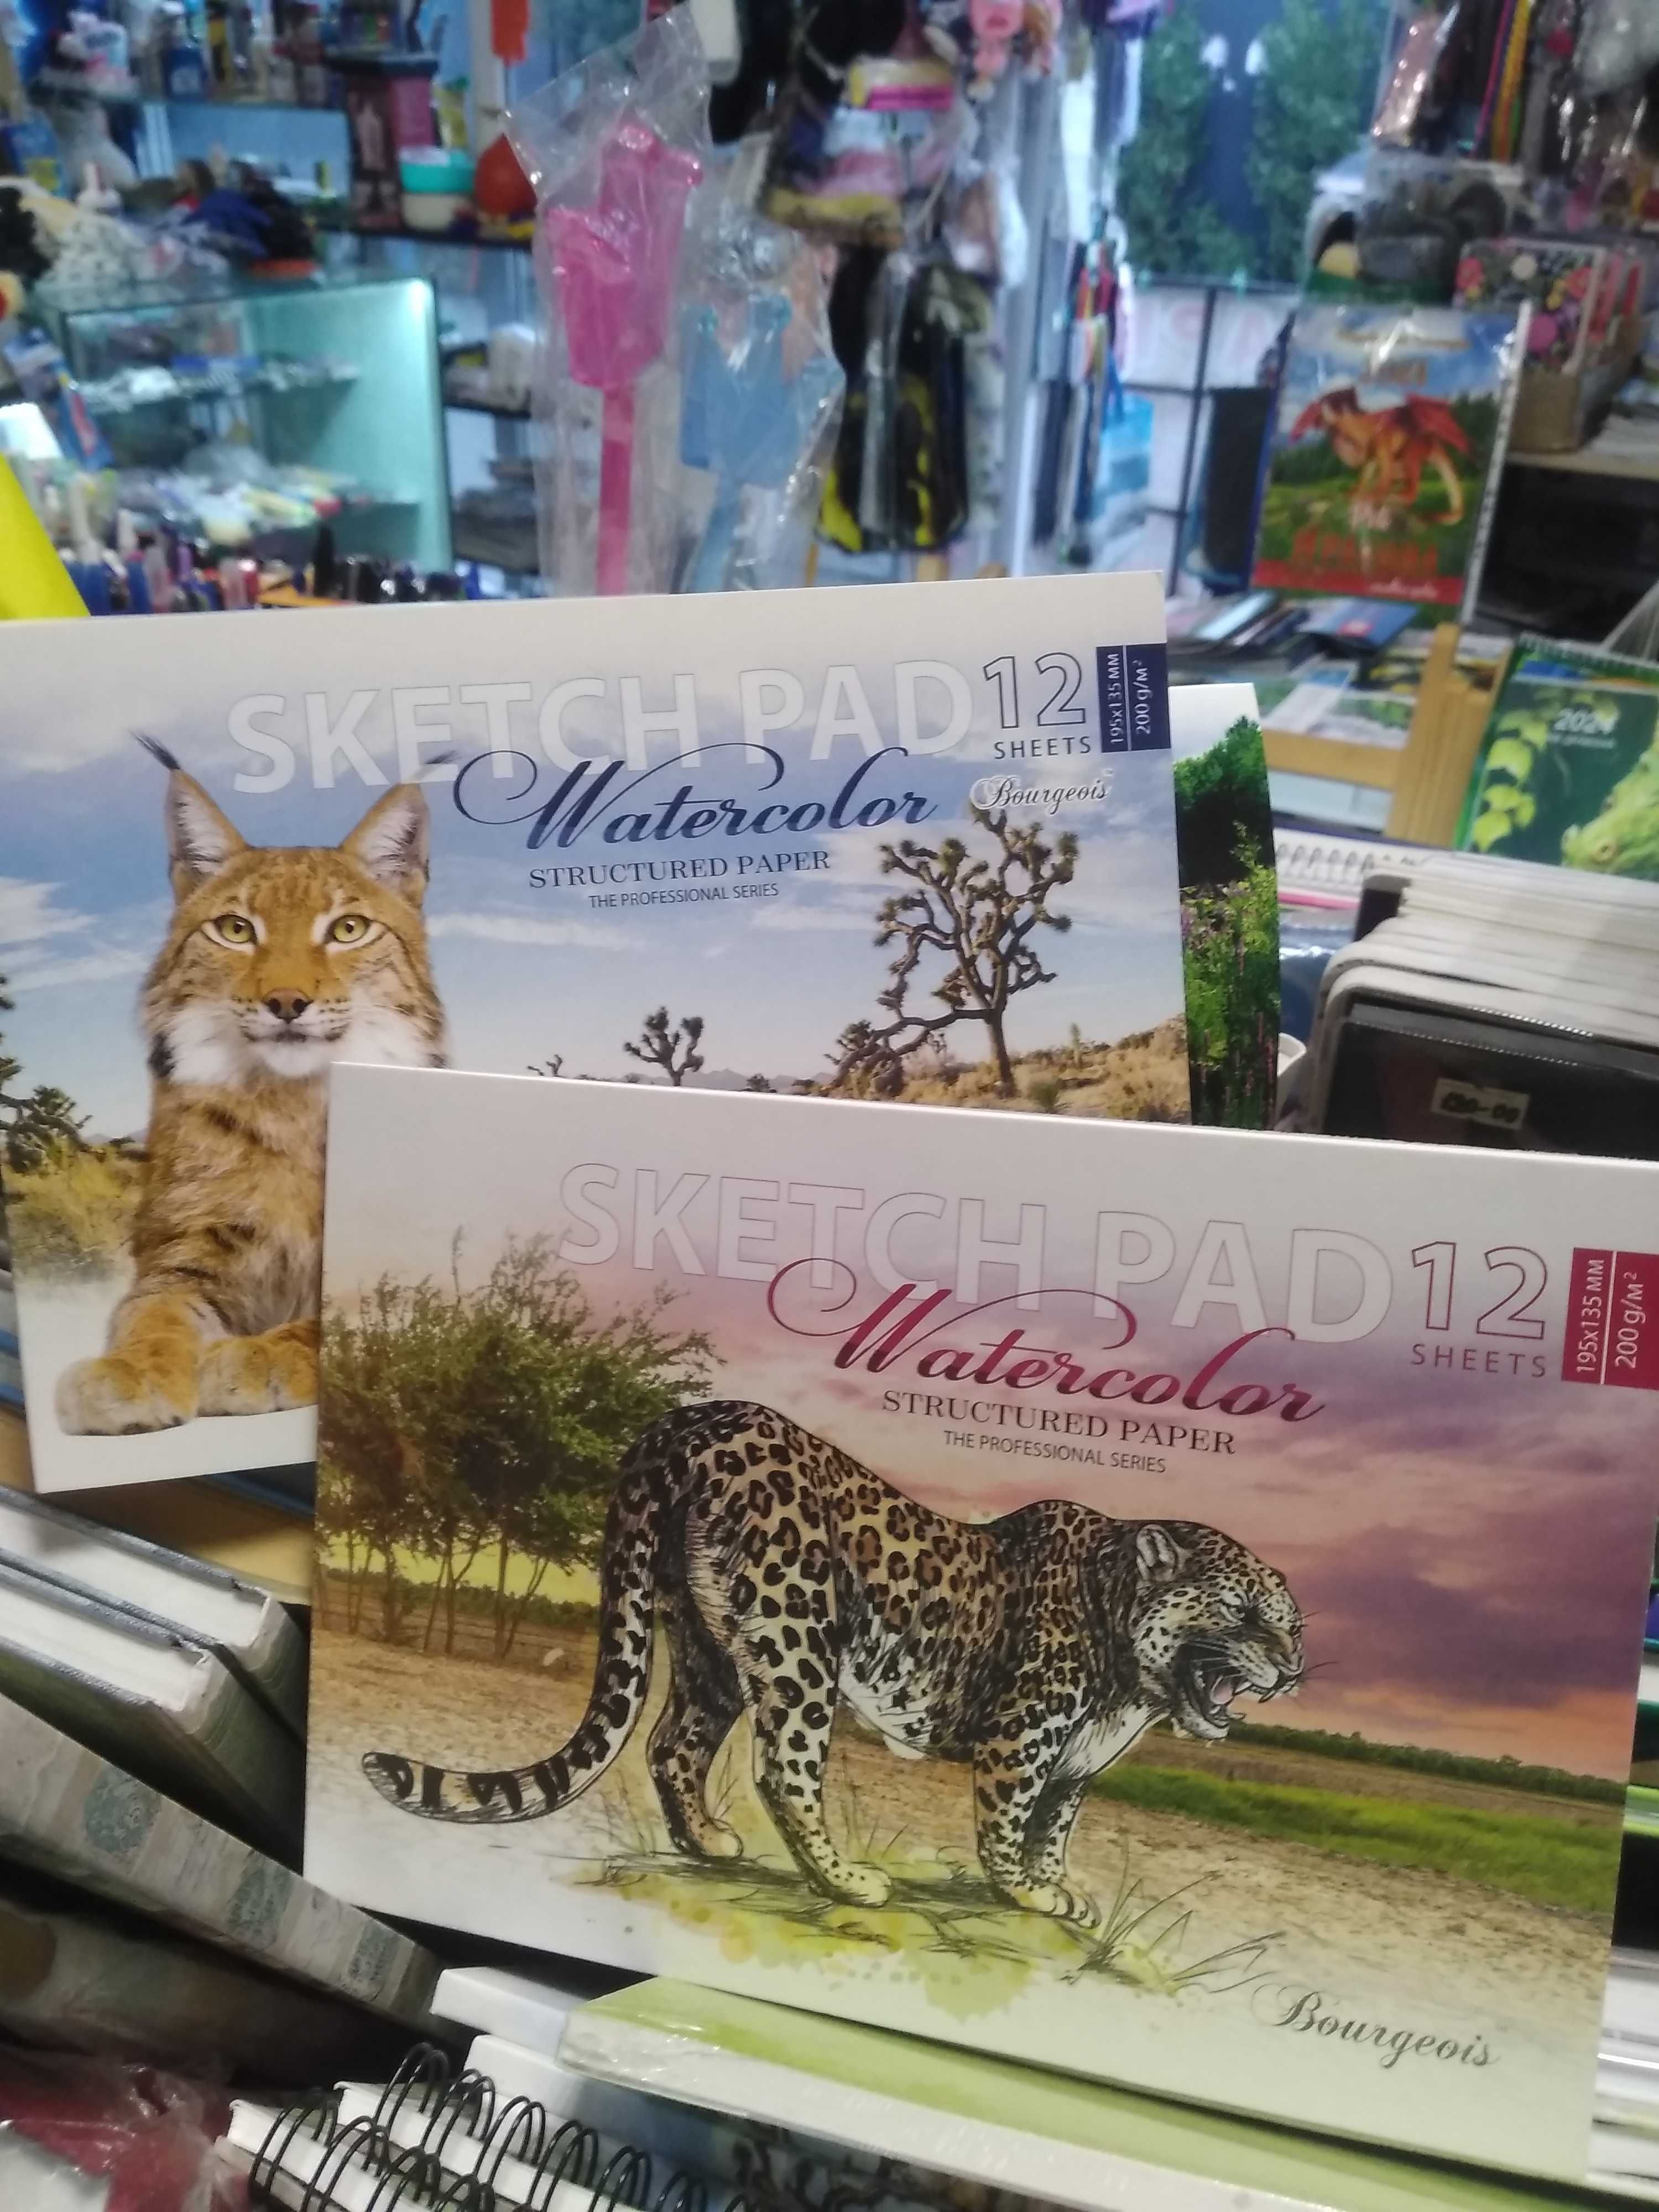 SKETCH PAD 12
SHEETS
195x135 MM
200 g/M²
Watercolor
Bourgeois
STRUCTURED PAPER
THE PROFESSIONAL SERIES
2024
SKETCH PAD 12
SHEETS
195x135 MM
200 g/M²
Watercolor
STRUCTURED PAPER
THE PROFESSIONAL SERIES
Bourgeois